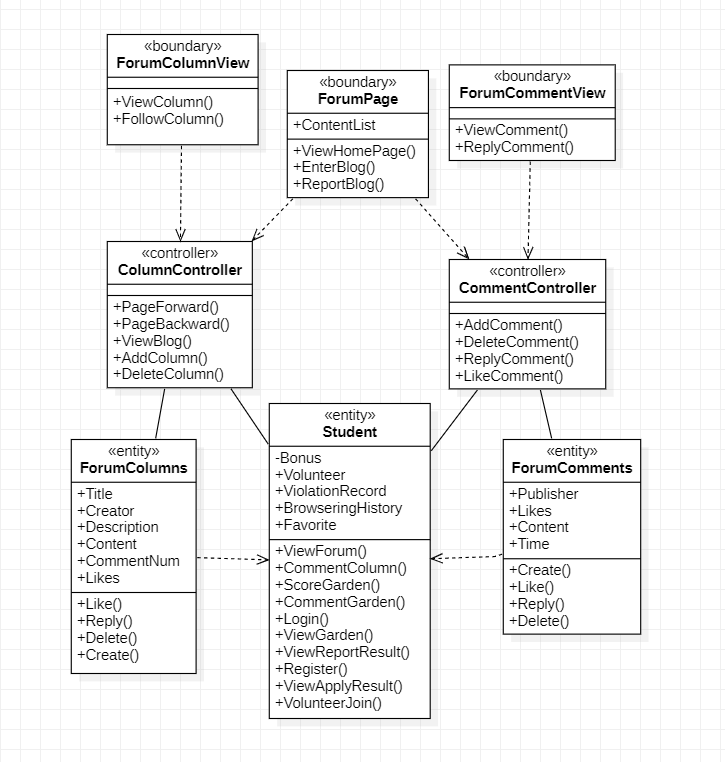 «boundary»
ForumColumnView
+ViewColumn()
+FollowColumn()
«boundary»
ForumPage
+ContentList
+ViewHomePage()
+EnterBlog()
+ReportBlog()
«boundary»
ForumCommentView
+ViewComment()
+ReplyComment()
«controller»
ColumnController
+PageForward()
+PageBackward()
+ViewBlog()
+AddColumn()
+DeleteColumn()
«controller»
CommentController
+AddComment()
+DeleteComment()
+ReplyComment()
+LikeComment()
«entity»
ForumColumns
+Title
+Creator
+Description
+Content
+CommentNum
+Likes
+Like()
+Reply()
+Delete()
+Create()
«entity»
Student
-Bonus
+Volunteer
+ViolationRecord
+BrowseringHistory
+Favorite
+ViewForum()
+CommentColumn()
+ScoreGarden()
+CommentGarden()
+Login()
+ViewGarden()
+ViewReportResult()
+Register()
+ViewApplyResult()
+VolunteerJoin()
«entity»
ForumComments
+Publisher
+Likes
+Content
+Time
+Create()
+Like()
+Reply()
+Delete()